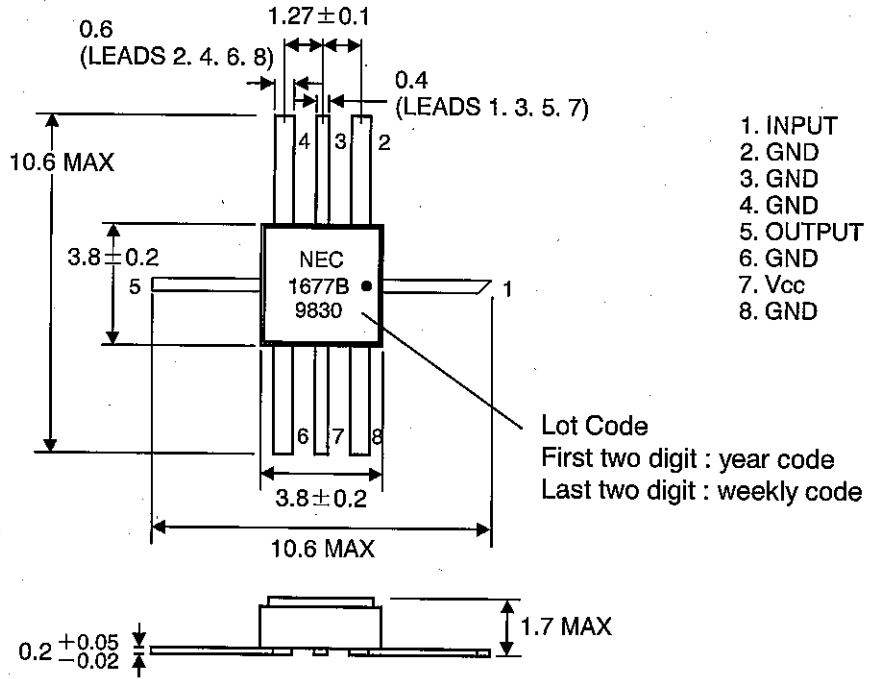 1.27±0.1
0.6
(LEADS 2. 4. 6. 8)
0.4
(LEADS 1. 3. 5. 7)
4 3 2
10.6 MAX
1. INPUT
2. GND
3. GND
4. GND
5. OUTPUT
6. GND
7. Vcc
8. GND
3.8±0.2
NEC
1677B
9830
5
1
6 7 8
Lot Code
First two digit : year code
Last two digit : weekly code
3.8±0.2
10.6 MAX
1.7 MAX
0.2 +0.05
−0.02